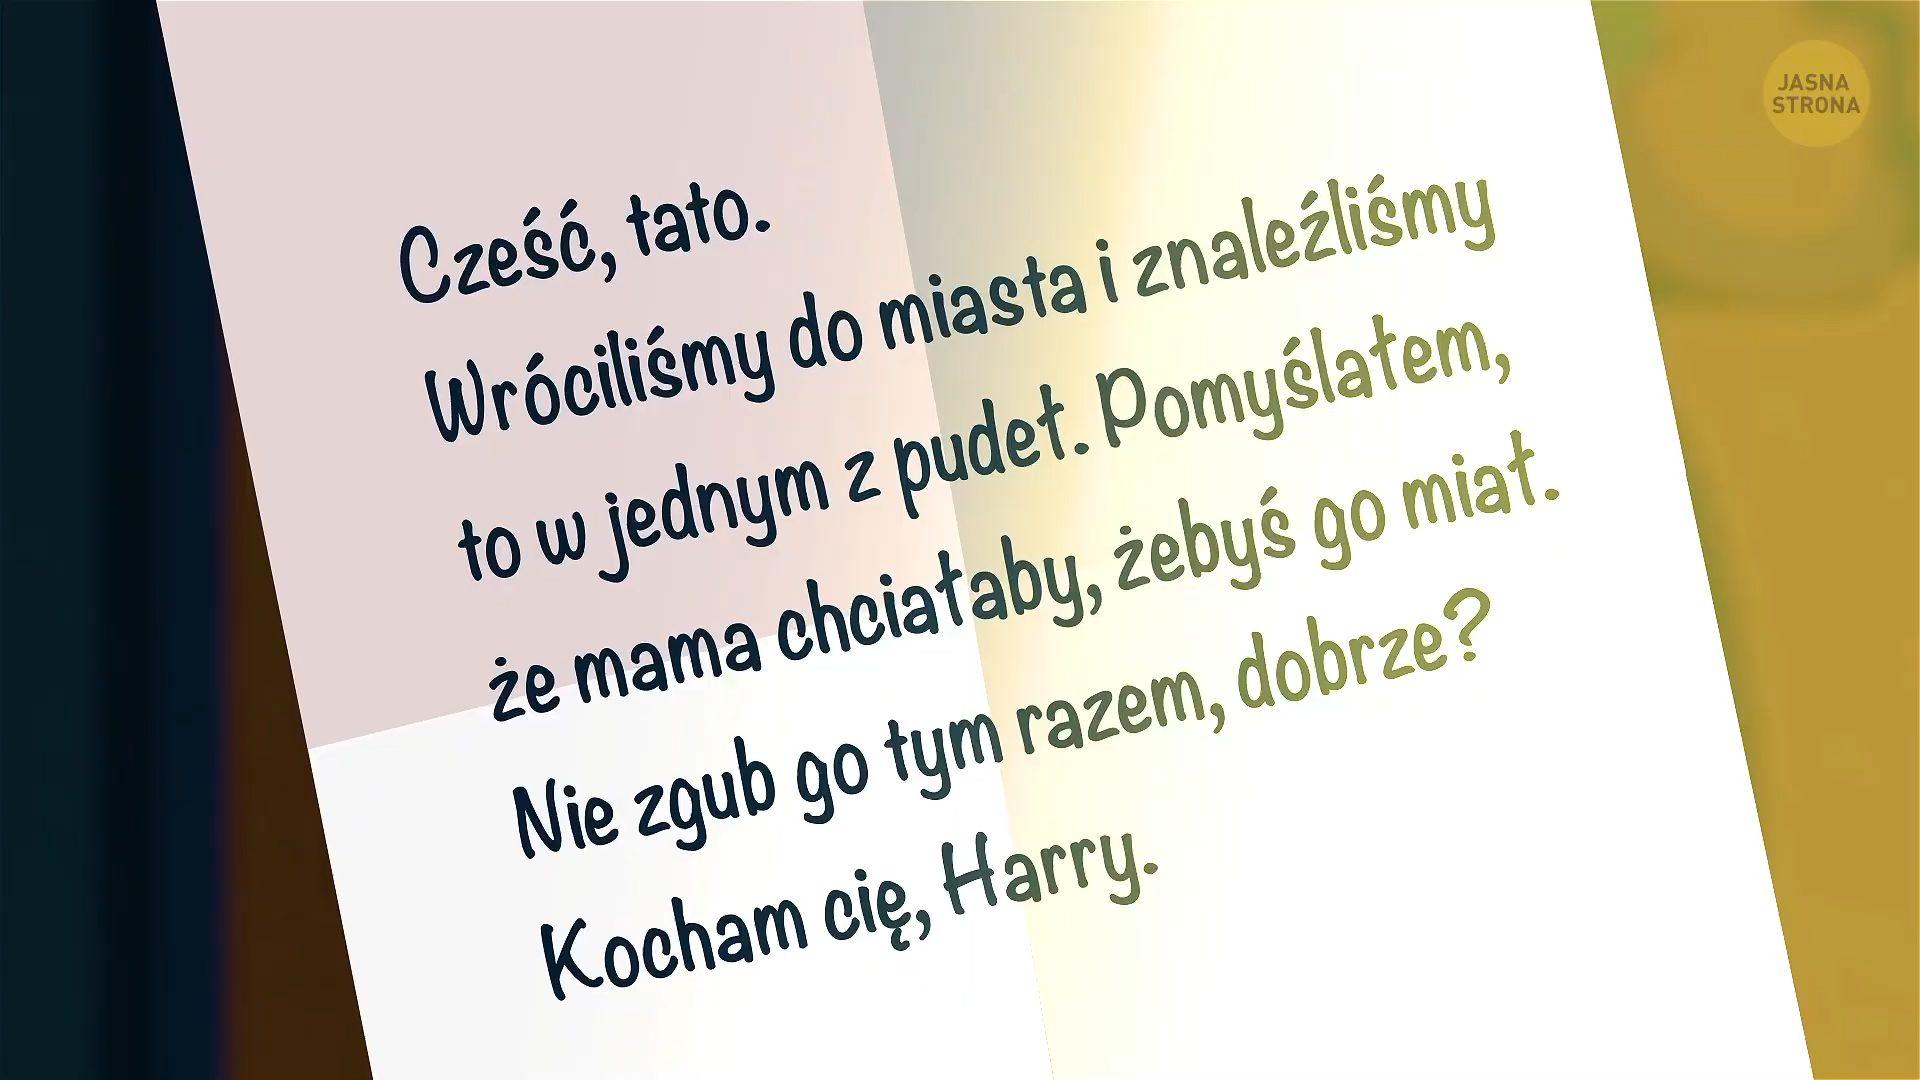 JASNA
STRONA
Cześć, tato.
Wróciliśmy do miasta i znaleźliśmy
to w jednym z pudeł. Pomyślałem,
że mama chciałaby, żebyś go miał.
Nie zgub go tym razem, dobrze?
Kocham cię, Harry.